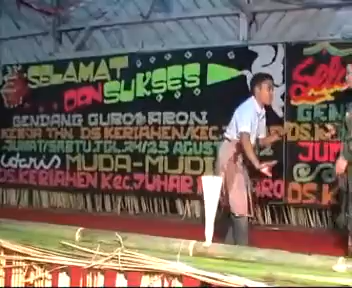 SELAMAT
DAN SUKSES
GENDANG GURO² ARON
KERJA THN. DS KERIAHEN/KEC.
JUMAT/SABTU,TGL.24/25 AGUST
MUDA-MUDI
DS.KERIAHEN Kec.JUHAR
Sela
GEN
DS.KE
JUM
DS.K